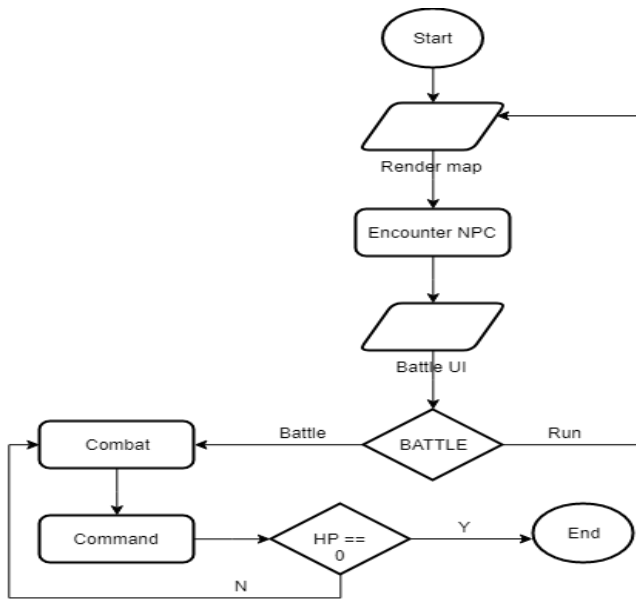 Start
Render map
Encounter NPC
Battle UI
Combat
Battle
BATTLE
Run
Command
HP ==
0
Y
End
N